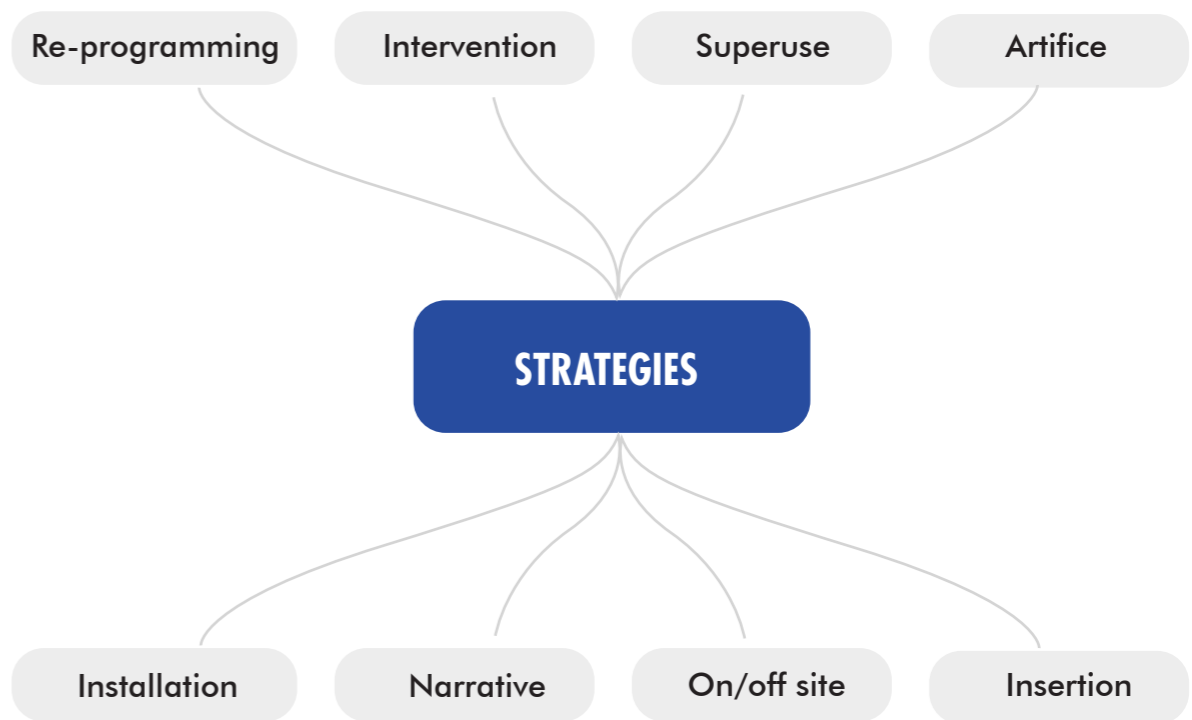 Re-programming
Intervention
Superuse
Artifice
STRATEGIES
Installation
Narrative
On/off site
Insertion